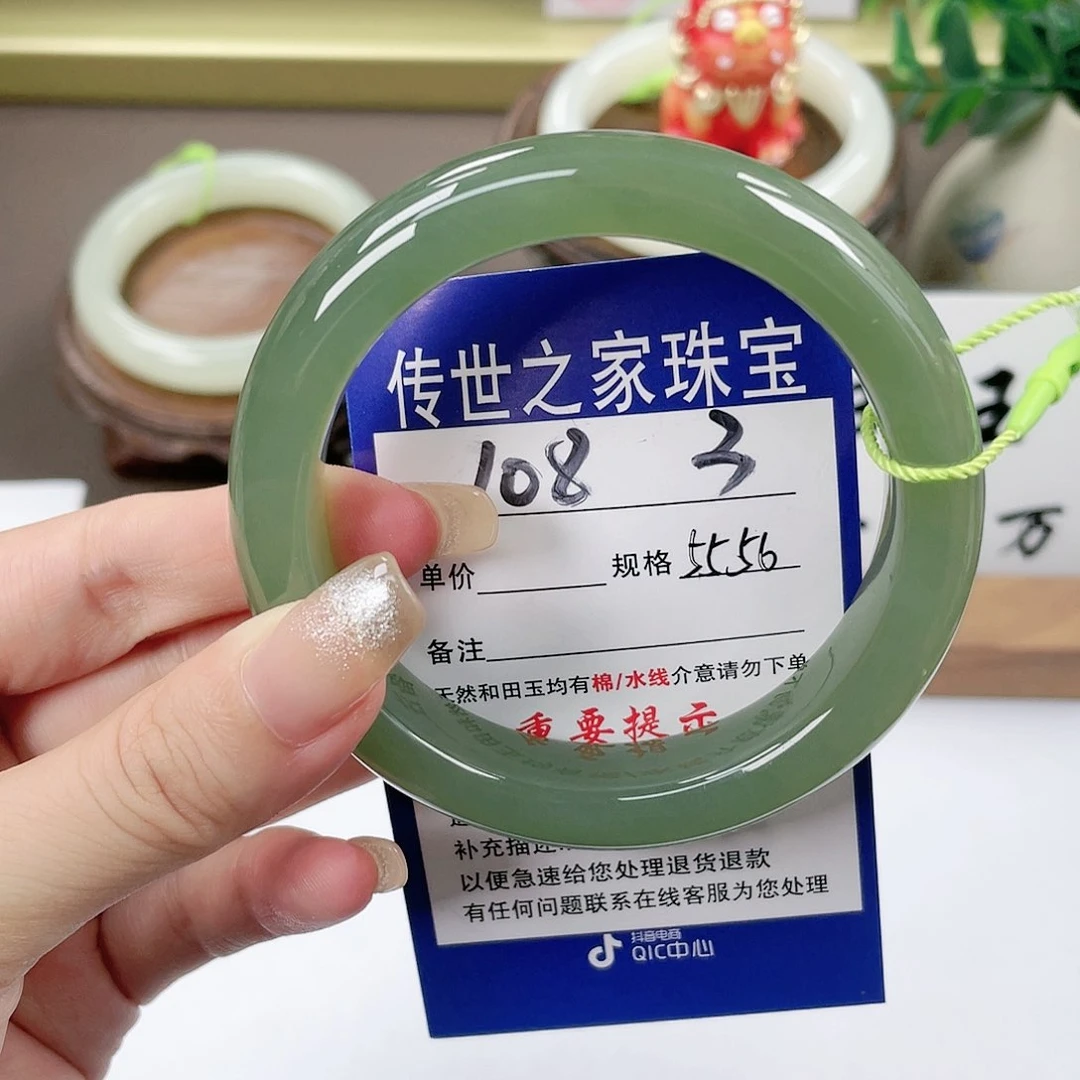 传世之家珠宝
108 3
单价 规格 5556
备注
天然和田玉均有棉/水线介意请勿下单
重要提示
补充描述
以便急速给您处理退货退款
有任何问题联系在线客服为您处理
抖音电商
QIC中心
万